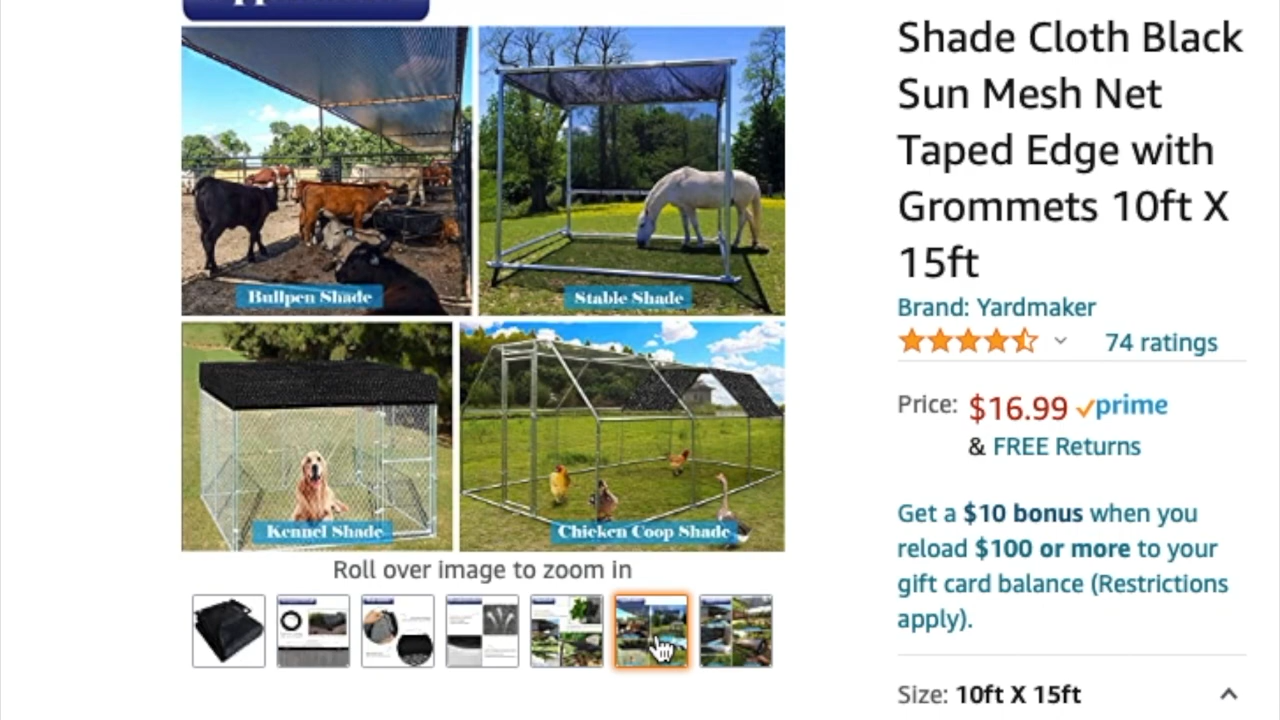 Shade Cloth Black
Sun Mesh Net
Taped Edge with
Grommets 10ft X
15ft
Brand: Yardmaker
74 ratings
Price: $16.99 prime
& FREE Returns
Get a $10 bonus when you
reload $100 or more to your
gift card balance (Restrictions
apply).
Size: 10ft X 15ft
Bullpen Shade
Stable Shade
Kennel Shade
Chicken Coop Shade
Roll over image to zoom in